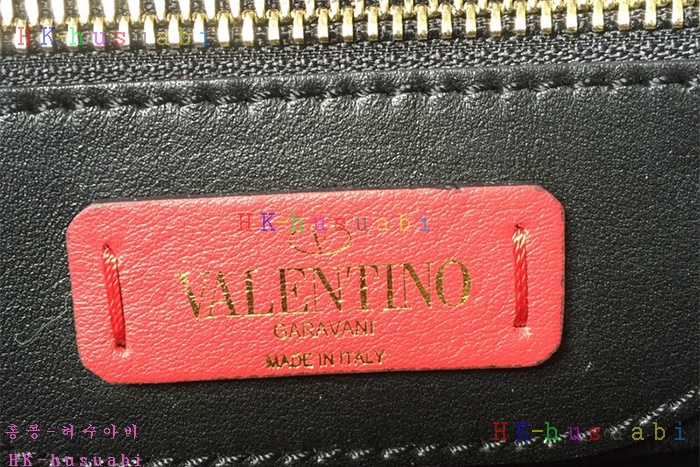 HK-husuabi
HK-husuabi
VALENTINO
GARAVANI
MADE IN ITALY
홍콩-허수아비
HK-husuabi
HK-husuabi